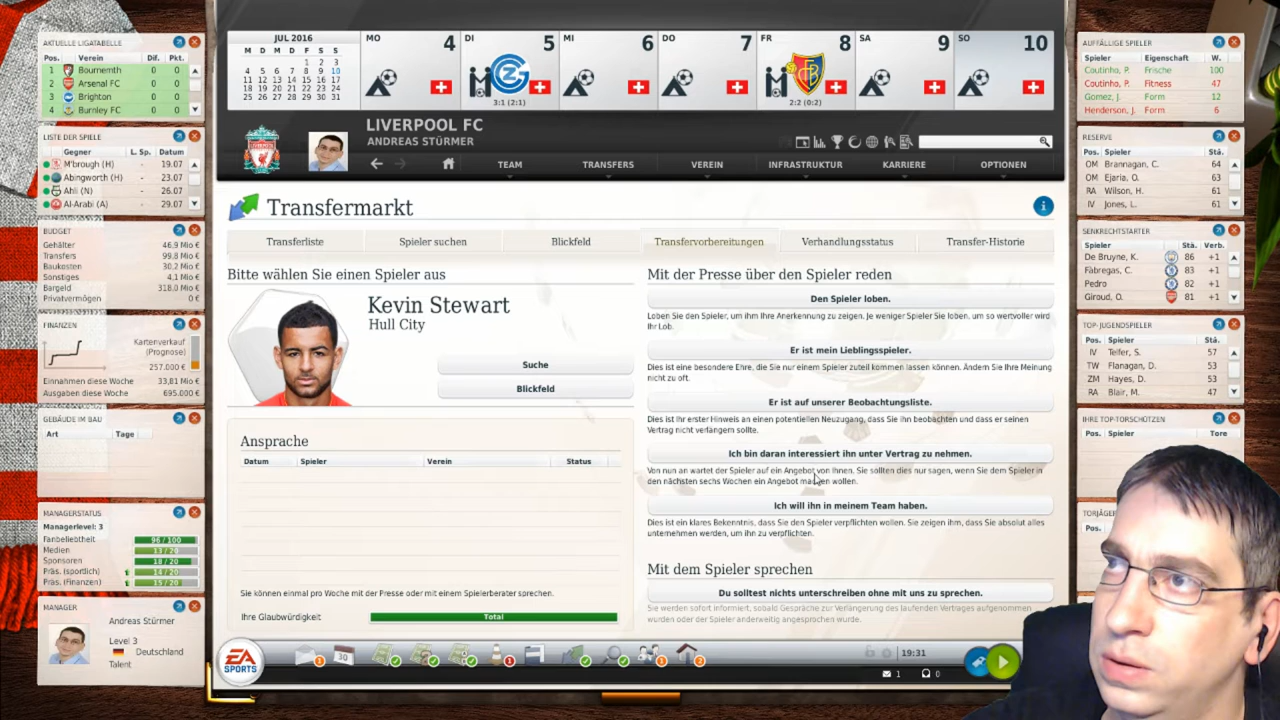 AKTUELLE LIGATABELLE
Pos. Verein Dif. Pkt.
1 Bournemth 0 0
2 Arsenal FC 0 0
3 Brighton 0 0
4 Burnley FC 0 0
LISTE DER SPIELE
Gegner L. Sp. Datum
M'brough (H) - 19.07
Abingworth (H) - 23.07
Ahli (N) - 26.07
Al-Arabi (A) - 29.07
BUDGET
Gehälter 46.9 Mio €
Transfers 99.8 Mio €
Baukosten 30.2 Mio €
Sonstiges 4.1 Mio €
Bargeld 318.0 Mio €
Privatvermögen 0 €
FINANZEN
Kartenverkauf
(Prognose)
257.000 €
Einnahmen diese Woche 33,81 Mio €
Ausgaben diese Woche 695.000 €
GEBÄUDE IM BAU
Art Tage
MANAGERSTATUS
Managerlevel: 3
Fanbeliebtheit 96 / 100
Medien 13 / 20
Sponsoren 18 / 20
Präs. (sportlich) 14 / 20
Präs. (Finanzen) 15 / 20
MANAGER
Andreas Stürmer
Level 3
Deutschland
Talent
JUL 2016
M D M D F S S
1 2 3
4 5 6 7 8 9 10
11 12 13 14 15 16 17
18 19 20 21 22 23 24
25 26 27 28 29 30 31
MO 4
DI 5
3:1 (2:1)
MI 6
DO 7
FR 8
2:2 (0:2)
SA 9
SO 10
LIVERPOOL FC
ANDREAS STÜRMER
TEAM TRANSFERS VEREIN INFRASTRUKTUR KARRIERE OPTIONEN
Transfermarkt
Transferliste Spieler suchen Blickfeld Transfervorbereitungen Verhandlungsstatus Transfer-Historie
Bitte wählen Sie einen Spieler aus
Kevin Stewart
Hull City
Suche
Blickfeld
Ansprache
Datum Spieler Verein Status
Sie können einmal pro Woche mit der Presse oder mit einem Spielerberater sprechen.
Ihre Glaubwürdigkeit Total
Mit der Presse über den Spieler reden
Den Spieler loben.
Loben Sie den Spieler, um ihm Ihre Anerkennung zu zeigen. Je weniger Spieler Sie loben, um so wertvoller wird
Ihr Lob.
Er ist mein Lieblingsspieler.
Dies ist eine besondere Ehre, die Sie nur einem Spieler zuteil kommen lassen können. Ändern Sie Ihre Meinung
nicht zu oft.
Er ist auf unserer Beobachtungsliste.
Dies ist Ihr erster Hinweis an einen potentiellen Neuzugang, dass Sie ihn beobachten und dass er seinen
Vertrag nicht verlängern sollte.
Ich bin daran interessiert ihn unter Vertrag zu nehmen.
Von nun an wartet der Spieler auf ein Angebot von Ihnen. Sie sollten dies nur sagen, wenn Sie dem Spieler in
den nächsten sechs Wochen ein Angebot machen wollen.
Ich will ihn in meinem Team haben.
Dies ist ein klares Bekenntnis, dass Sie den Spieler verpflichten wollen. Sie zeigen ihm, dass Sie absolut alles
unternehmen werden, um ihn zu verpflichten.
Mit dem Spieler sprechen
Du solltest nichts unterschreiben ohne mit uns zu sprechen.
Sie werden sofort informiert, sobald Gespräche zur Verlängerung des laufenden Vertrages aufgenommen
wurden oder der Spieler anderweitig angesprochen wurde.
EA
SPORTS
30
19:31
1 0
AUFFÄLLIGE SPIELER
Spieler Eigenschaft W.
Coutinho, P. Frische 100
Coutinho, P. Fitness 47
Gomez, J. Form 12
Henderson, J. Form 6
RESERVE
Pos. Spieler Stä.
OM Brannagan, C. 64
OM Ejaria, O. 63
RA Wilson, H. 61
IV Jones, L. 61
SENKRECHTSTARTER
Spieler Stä. Verb.
De Bruyne, K. 86 +1
Fàbregas, C. 83 +1
Pedro 82 +1
Giroud, O. 81 +1
TOP-JUGENDSPIELER
Pos. Spieler Stä.
IV Telfer, S. 57
TW Flanagan, D. 53
ZM Hayes, D. 53
RA Blair, M. 47
IHRE TOP-TORSCHÜTZEN
Pos. Spieler Tore
TORJÄGER
Pos.